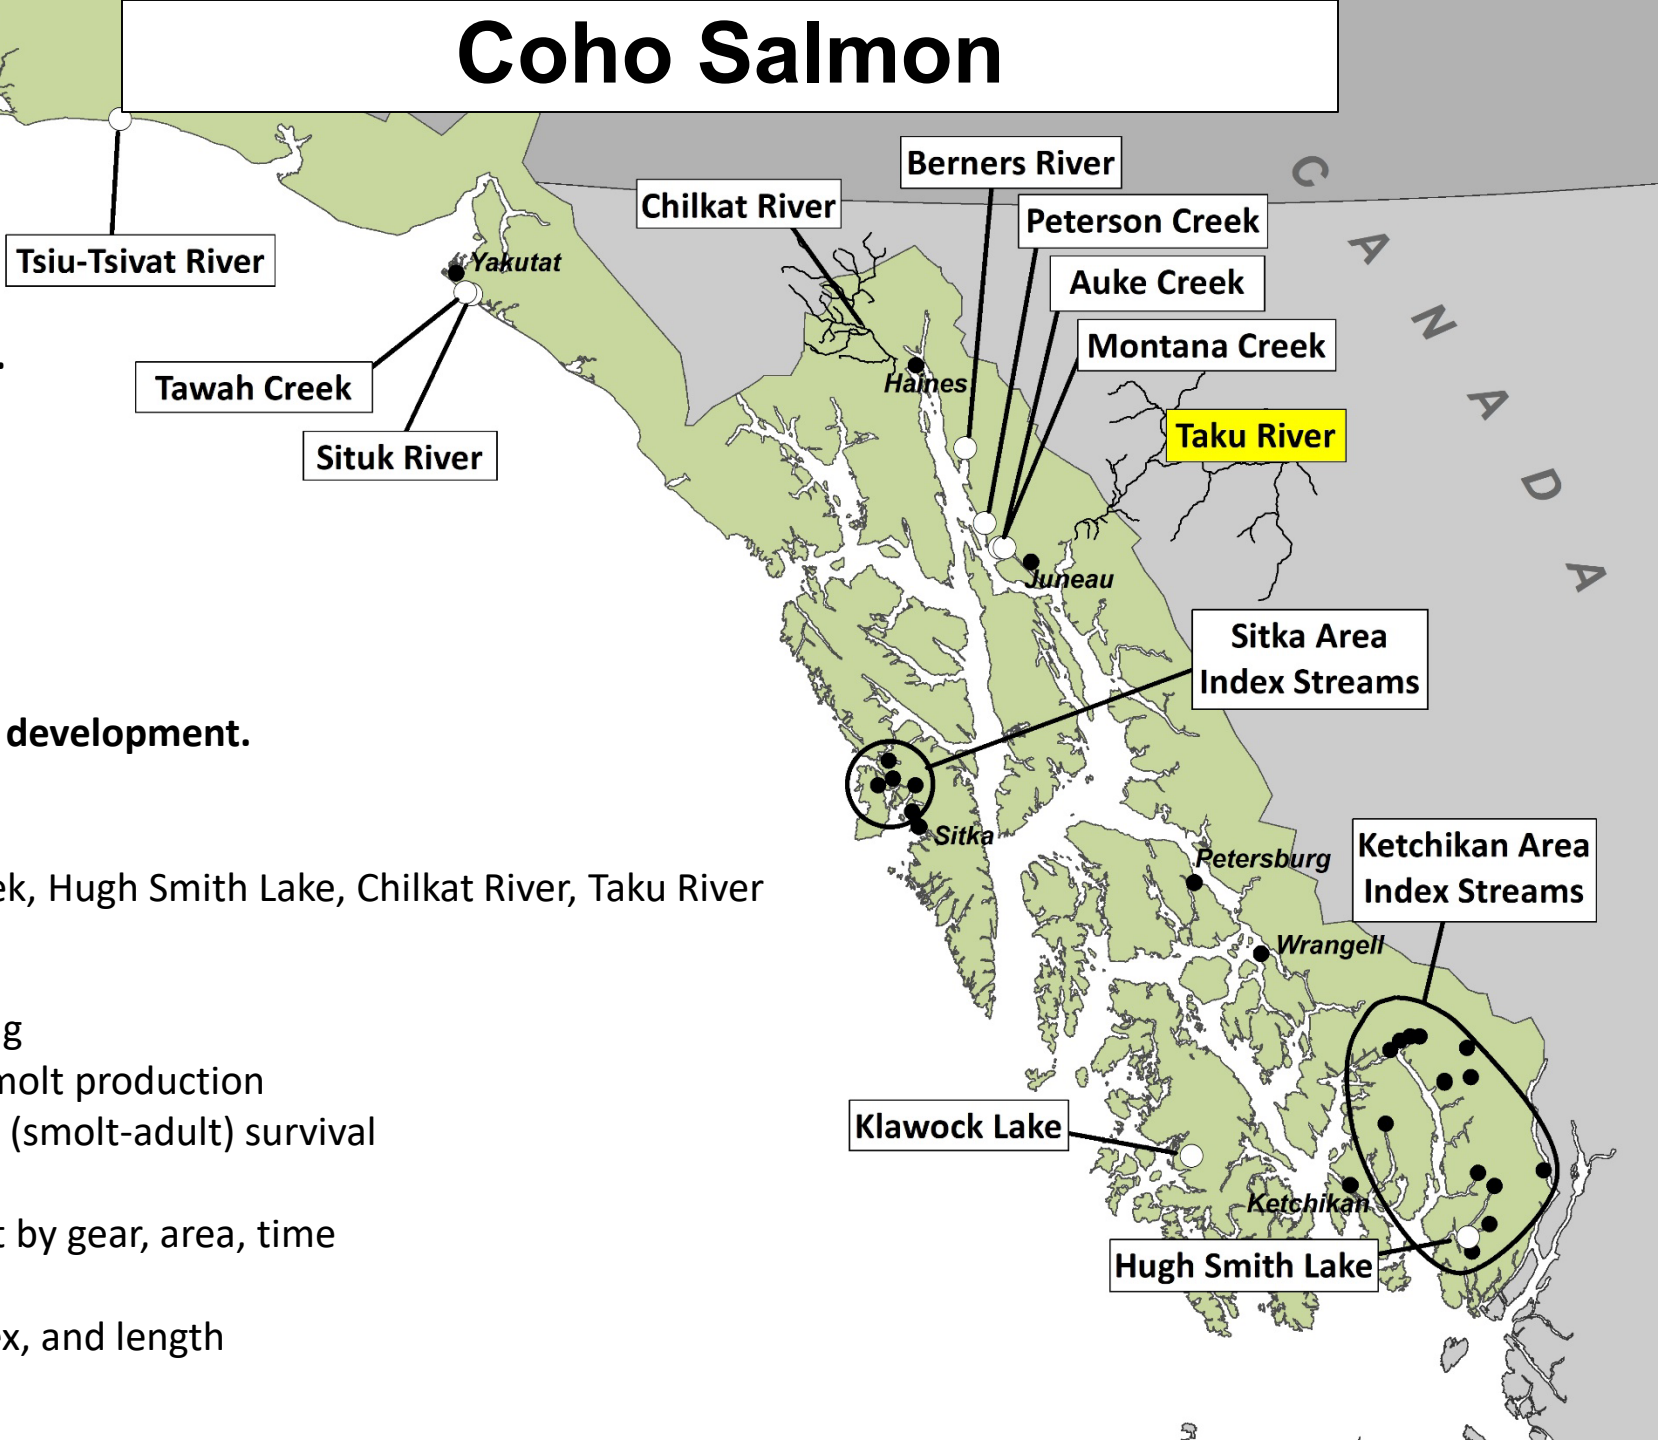 Coho Salmon
Berners River
Chilkat River
Peterson Creek
C A N A D A
Tsiu-Tsivat River
Yakutat
Auke Creek
Montana Creek
.
Tawah Creek
Haines
Taku River
Situk River
Juneau
Sitka Area
Index Streams
development.
Sitka
Ketchikan Area
Index Streams
Petersburg
ek, Hugh Smith Lake, Chilkat River, Taku River
Wrangell
g
molt production
Klawock Lake
(smolt-adult) survival
Ketchikan
t by gear, area, time
Hugh Smith Lake
ex, and length